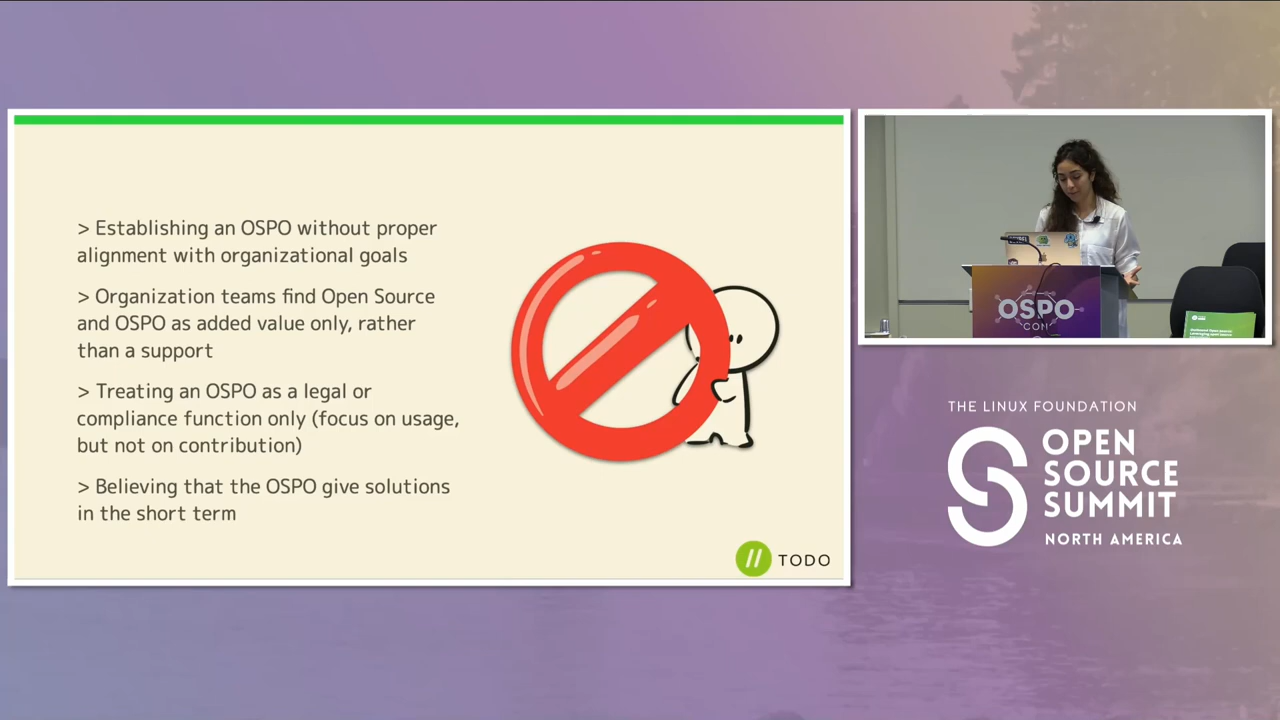 > Establishing an OSPO without proper
alignment with organizational goals
> Organization teams find Open Source
and OSPO as added value only, rather
than a support
> Treating an OSPO as a legal or
compliance function only (focus on usage,
but not on contribution)
> Believing that the OSPO give solutions
in the short term
// TODO
OSPO
CON
THE LINUX FOUNDATION
OPEN
SOURCE
SUMMIT
NORTH AMERICA